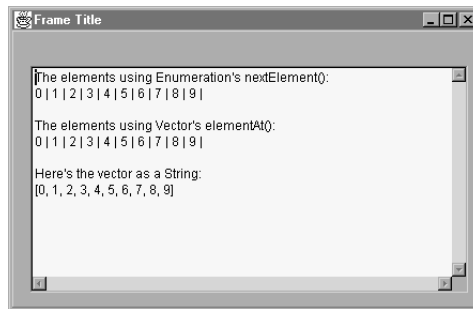 Frame Title
The elements using Enumeration's nextElement():
0 | 1 | 2 | 3 | 4 | 5 | 6 | 7 | 8 | 9 |
The elements using Vector's elementAt():
0 | 1 | 2 | 3 | 4 | 5 | 6 | 7 | 8 | 9 |
Here's the vector as a String:
[0, 1, 2, 3, 4, 5, 6, 7, 8, 9]